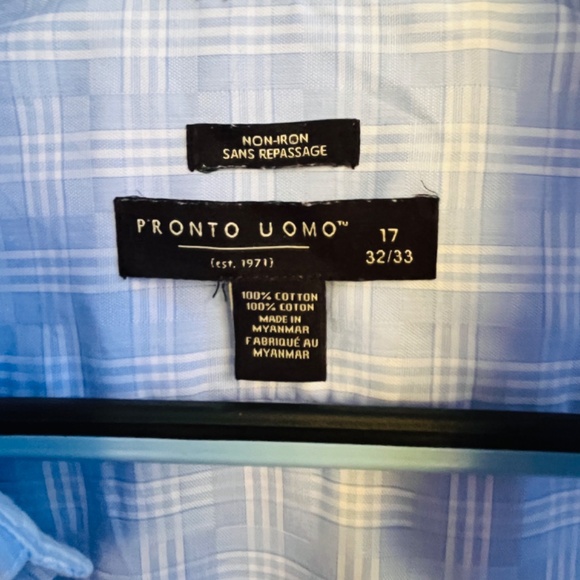 NON-IRON
SANS REPASSAGE
PRONTO UOMO™
17
{est. 1971}
32/33
100% COTTON
100% COTON
MADE IN
MYANMAR
FABRIQUÉ AU
MYANMAR